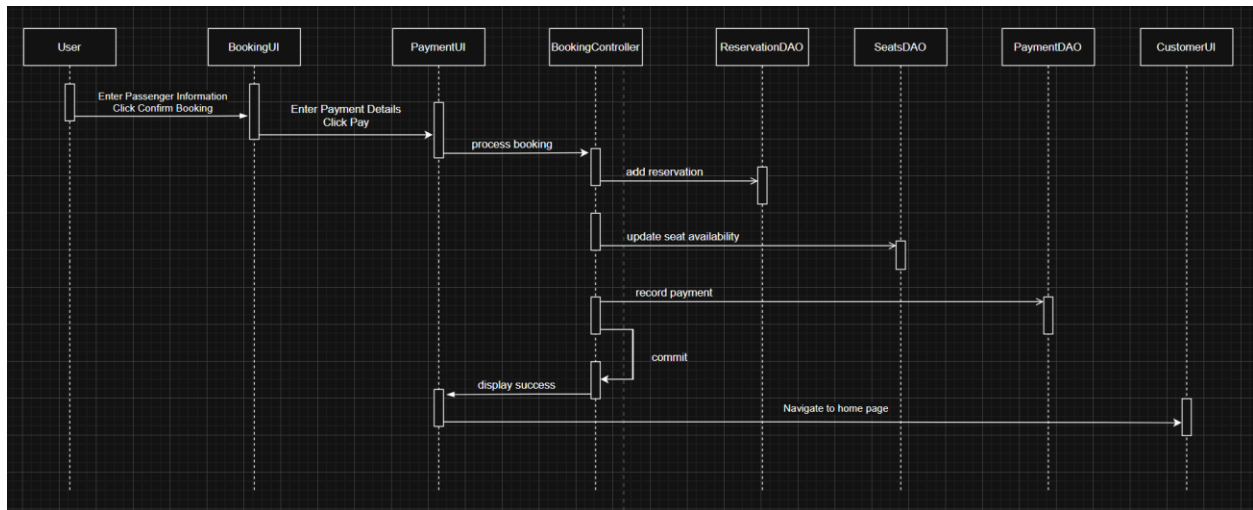 User
BookingUI
PaymentUI
BookingController
ReservationDAO
SeatsDAO
PaymentDAO
CustomerUI
Enter Passenger Information
Click Confirm Booking
Enter Payment Details
Click Pay
process booking
add reservation
update seat availability
record payment
commit
display success
Navigate to home page